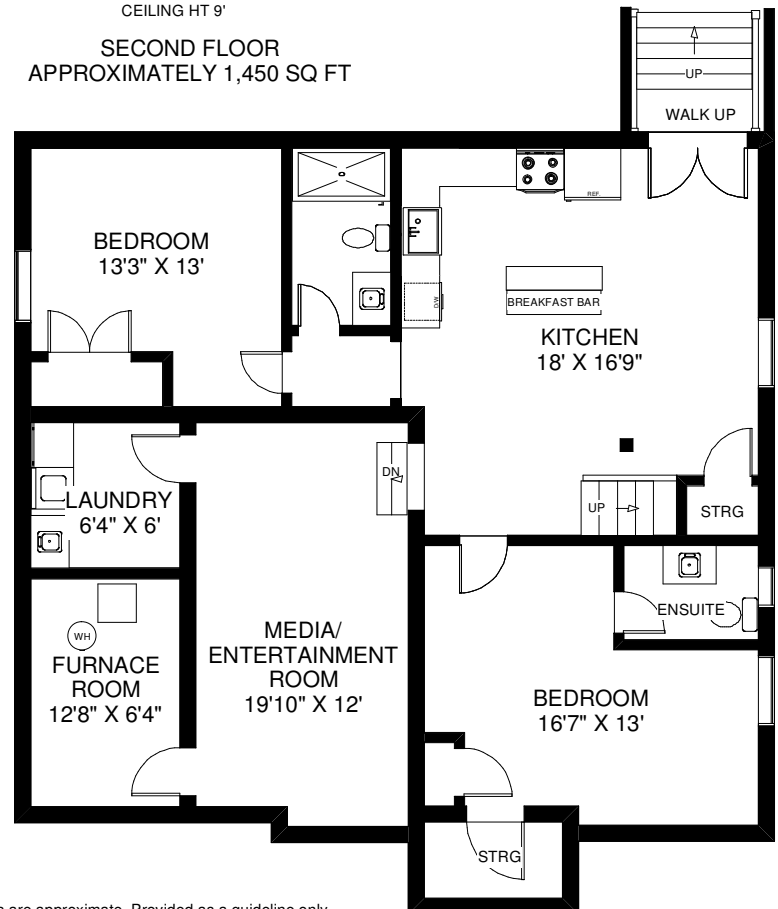 CEILING HT 9'
SECOND FLOOR
APPROXIMATELY 1,450 SQ FT
UP
WALK UP
REF.
BEDROOM
13'3" X 13'
D/W
BREAKFAST BAR
KITCHEN
18' X 16'9"
DN
LAUNDRY
6'4" X 6'
UP
STRG
ENSUITE
WH
FURNACE
ROOM
12'8" X 6'4"
MEDIA/
ENTERTAINMENT
ROOM
19'10" X 12'
BEDROOM
16'7" X 13'
STRG
are approximate. Provided as a guideline only